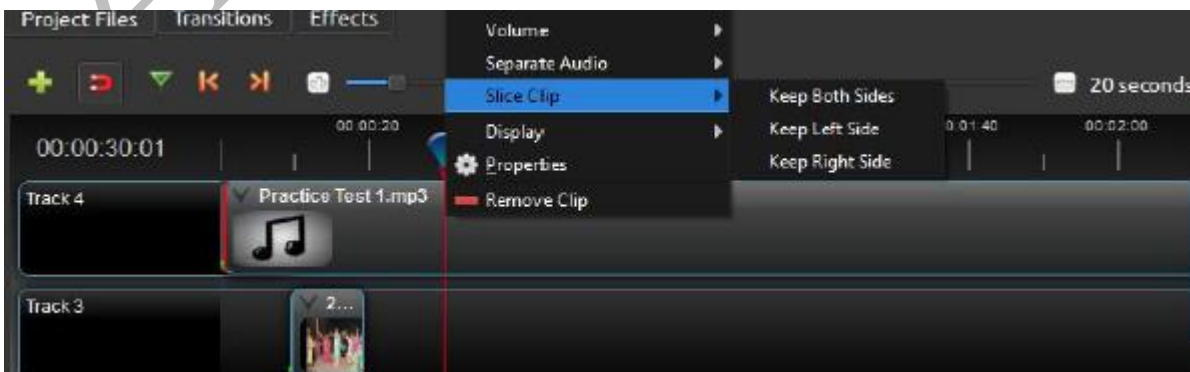 Project Files Transitions Effects
Volume
Separate Audio
Slice Clip
Keep Both Sides
Keep Left Side
Keep Right Side
Display
Properties
Remove Clip
20 seconds
00:00:30:01
00:00:20
0:01:40
00:02:00
Track 4
Practice Test 1.mp3
Track 3
2...